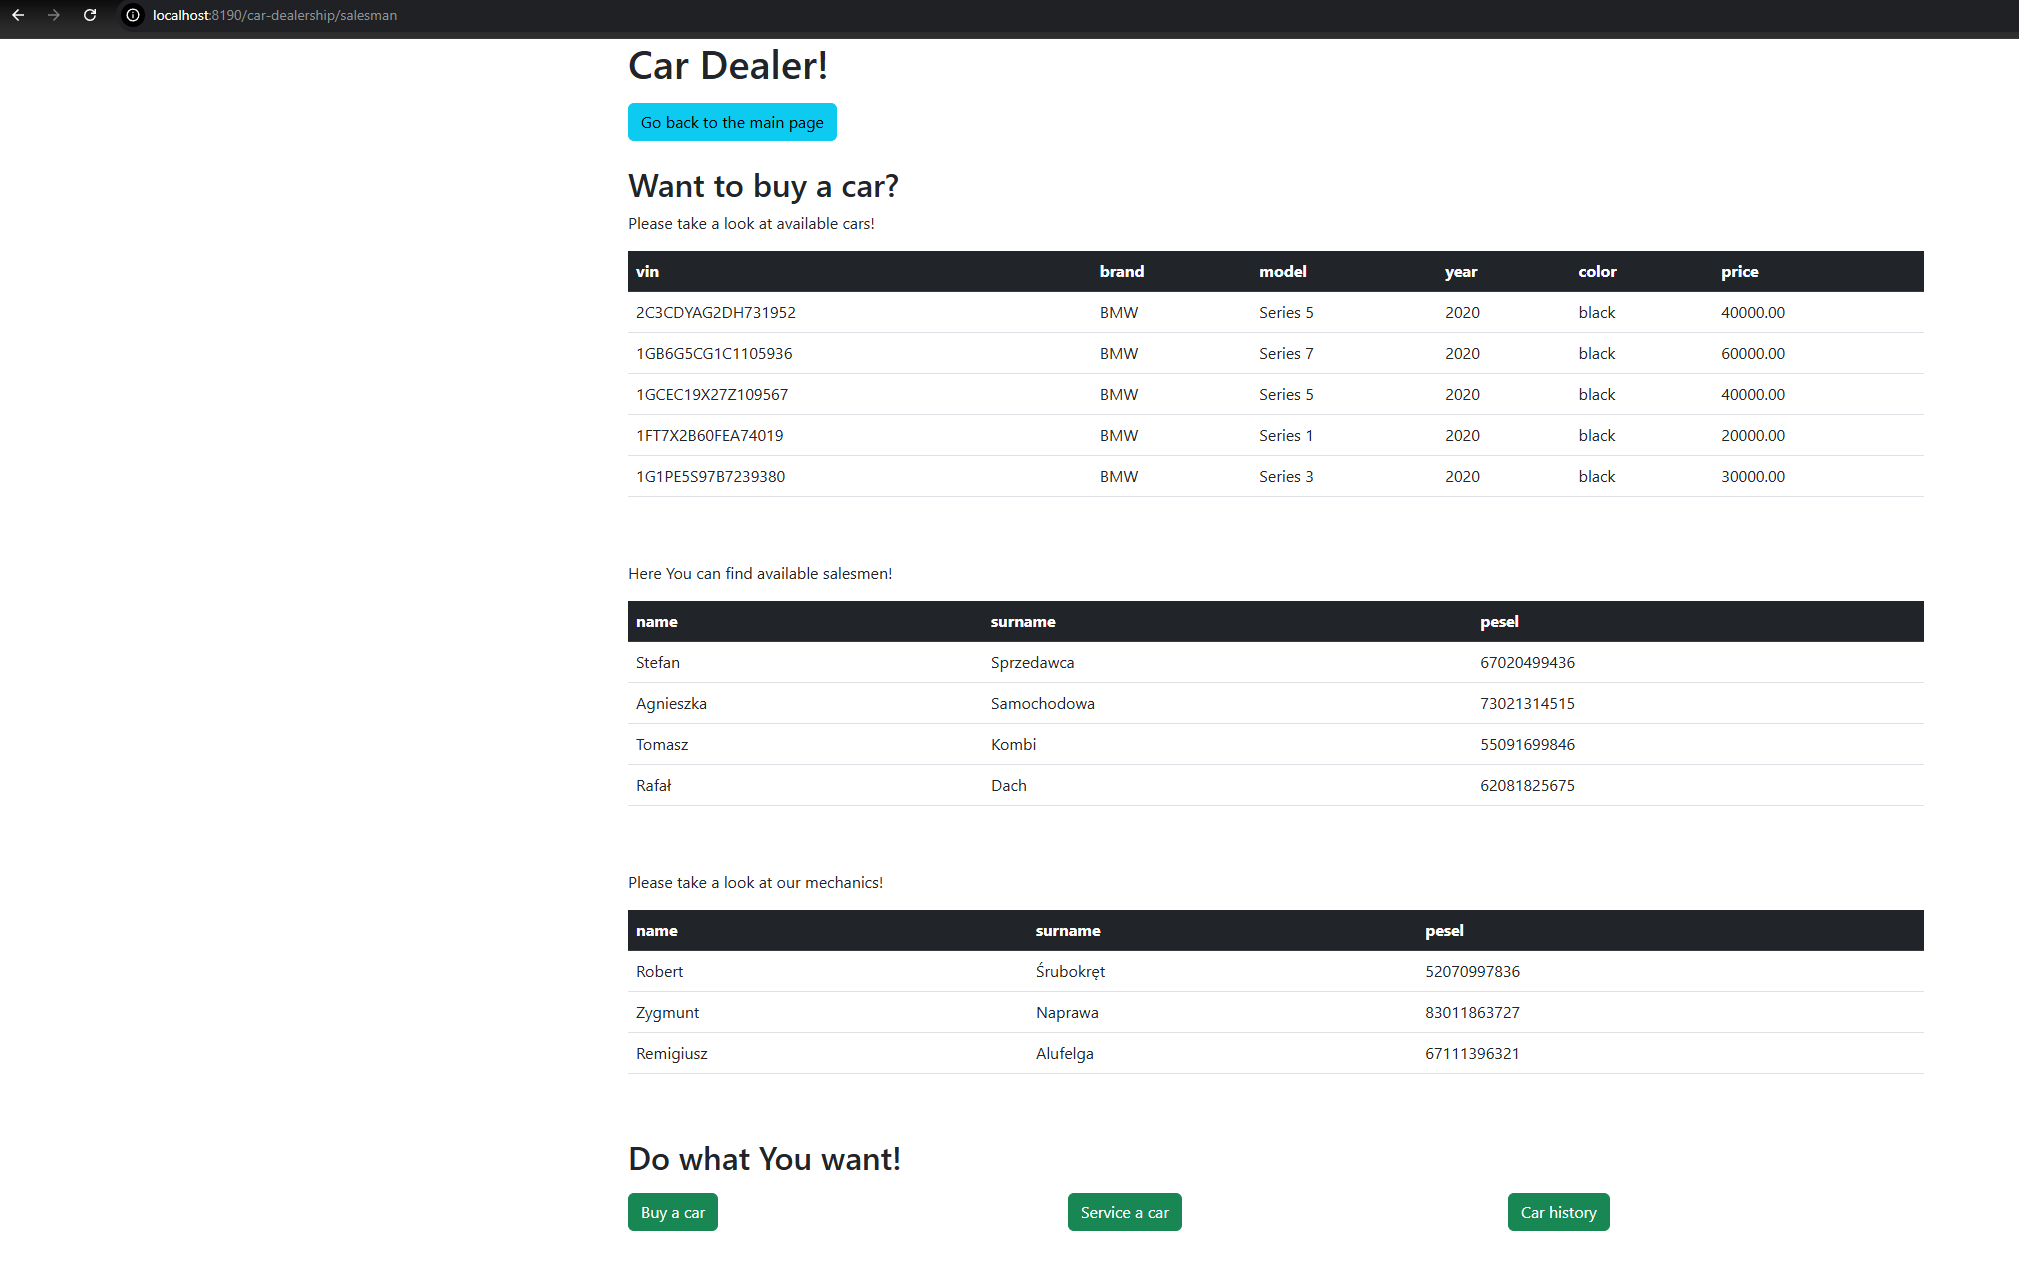 localhost:8190/car-dealership/salesman
Car Dealer!
Go back to the main page
Want to buy a car?
Please take a look at available cars!
vin brand model year color price
2C3CDYAG2DH731952 BMW Series 5 2020 black 40000.00
1GB6G5CG1C1105936 BMW Series 7 2020 black 60000.00
1GCEC19X27Z109567 BMW Series 5 2020 black 40000.00
1FT7X2B60FEA74019 BMW Series 1 2020 black 20000.00
1G1PE5S97B7239380 BMW Series 3 2020 black 30000.00
Here You can find available salesmen!
name surname pesel
Stefan Sprzedawca 67020499436
Agnieszka Samochodowa 73021314515
Tomasz Kombi 55091699846
Rafał Dach 62081825675
Please take a look at our mechanics!
name surname pesel
Robert Śrubokręt 52070997836
Zygmunt Naprawa 83011863727
Remigiusz Alufelga 67111396321
Do what You want!
Buy a car Service a car Car history